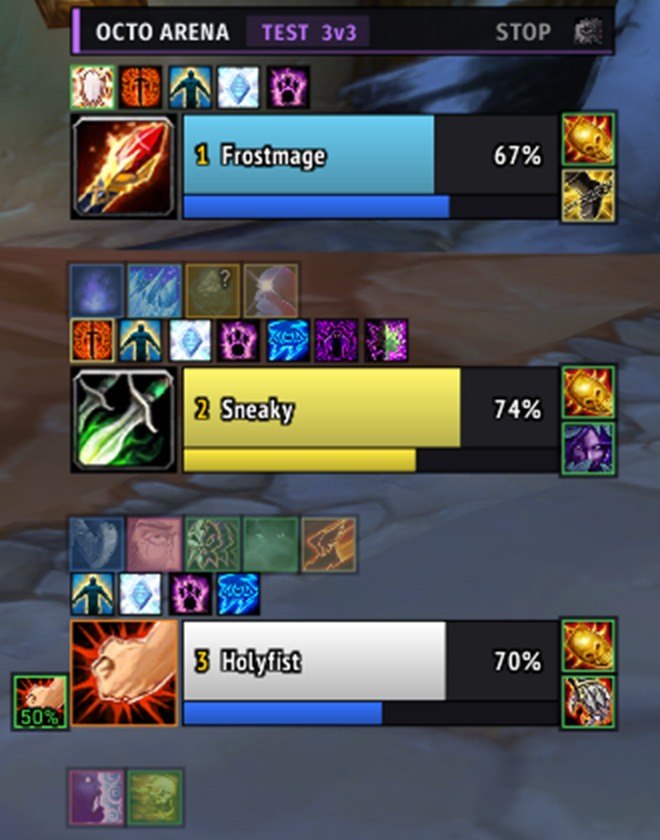 OCTO ARENA TEST 3v3 STOP
1 Frostmage 67%
?
2 Sneaky 74%
3 Holyfist 70%
50%